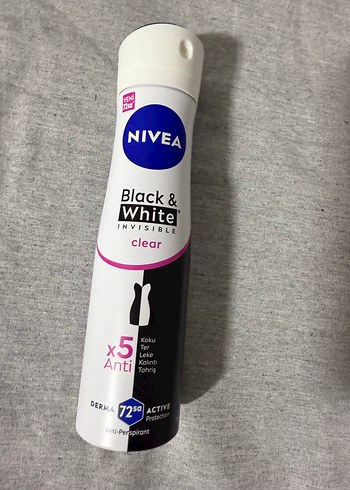 YENİ
72sa
NIVEA
Black &
White®
INVISIBLE
clear
x5
Anti
Koku
Ter
Leke
Kalıntı
Tahriş
DERMA 72sa ACTIVE
Protection
Anti-Perspirant